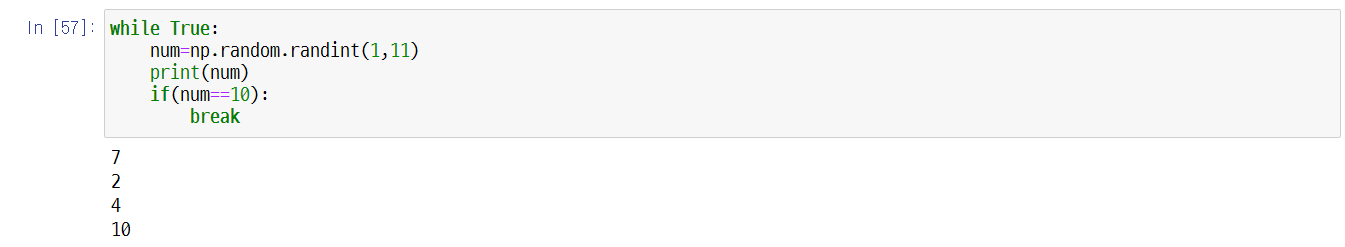 In [57]: while True:
    num=np.random.randint(1,11)
    print(num)
    if(num==10):
        break
7
2
4
10